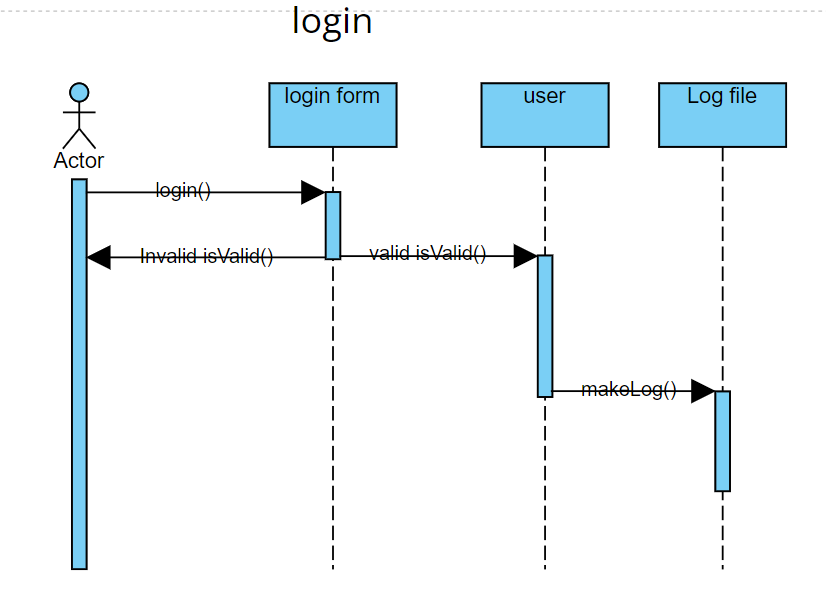 login
login form
user
Log file
Actor
login()
Invalid isValid()
valid isValid()
makeLog()